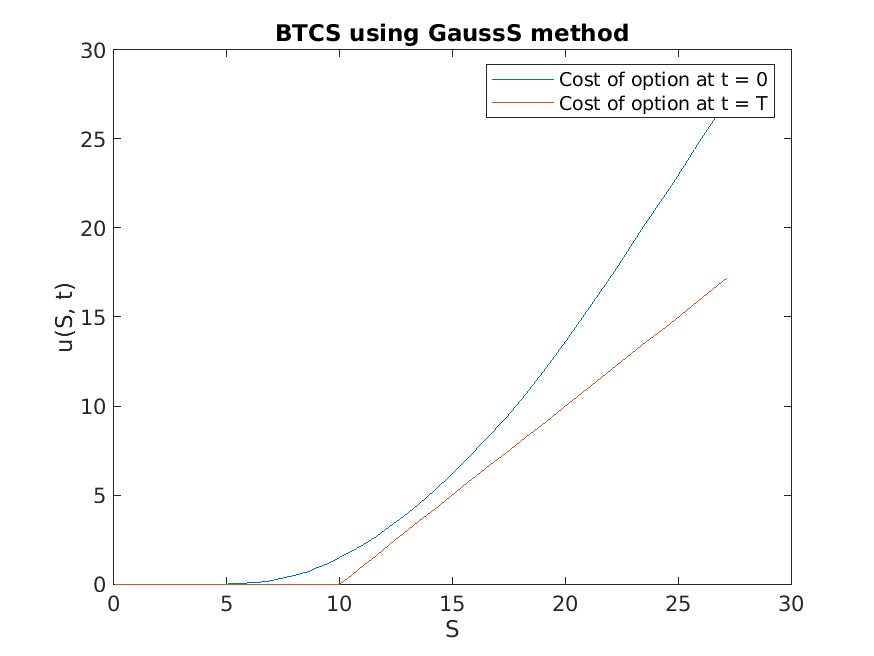 BTCS using GaussS method
Cost of option at t = 0
Cost of option at t = T
u(S, t)
30
25
20
15
10
5
0
0 5 10 15 20 25 30
S